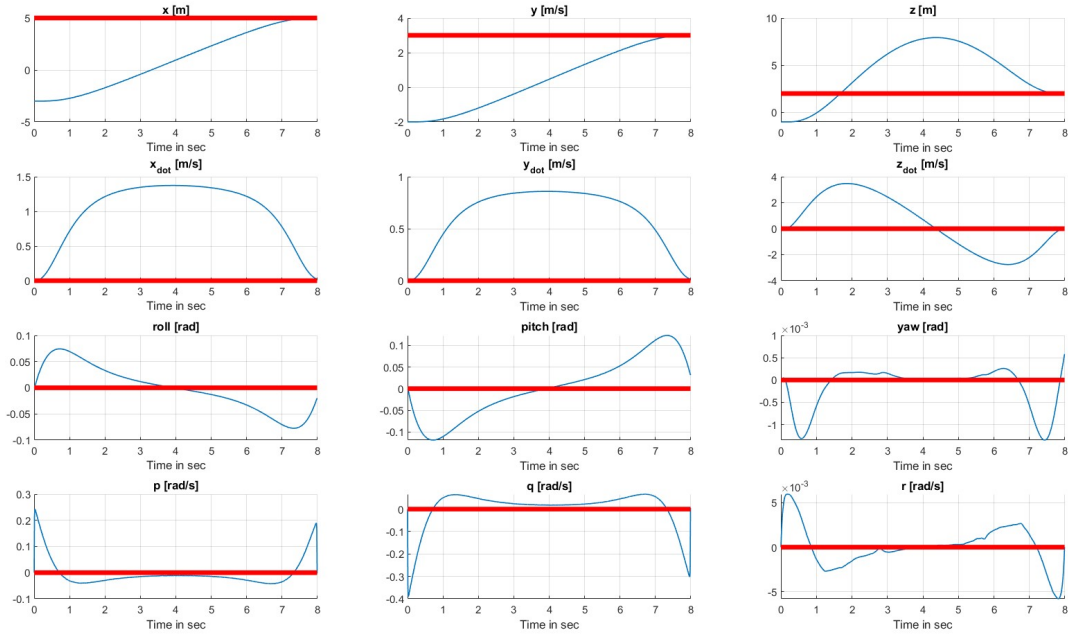 x [m] y [m/s] z [m]
5 4 10
2 5
0 0
0
-5 -2
0 1 2 3 4 5 6 7 8 0 1 2 3 4 5 6 7 8 0 1 2 3 4 5 6 7 8
Time in sec Time in sec Time in sec
x_dot [m/s] y_dot [m/s] z_dot [m/s]
1.5 1 4
1 2
0.5 0
0.5 -2
0 0 -4
0 1 2 3 4 5 6 7 8 0 1 2 3 4 5 6 7 8 0 1 2 3 4 5 6 7 8
Time in sec Time in sec Time in sec
roll [rad] pitch [rad] yaw [rad]
×10^-3
0.1 0.1 1
0.05 0.05 0.5
0 0 0
-0.05 -0.05 -0.5
-0.1 -0.1 -1
0 1 2 3 4 5 6 7 8 0 1 2 3 4 5 6 7 8 0 1 2 3 4 5 6 7 8
Time in sec Time in sec Time in sec
p [rad/s] q [rad/s] r [rad/s]
×10^-3
0.3 0 5
0.2 -0.1
0.1 -0.2 0
0 -0.3
-0.1 -0.4 -5
0 1 2 3 4 5 6 7 8 0 1 2 3 4 5 6 7 8 0 1 2 3 4 5 6 7 8
Time in sec Time in sec Time in sec